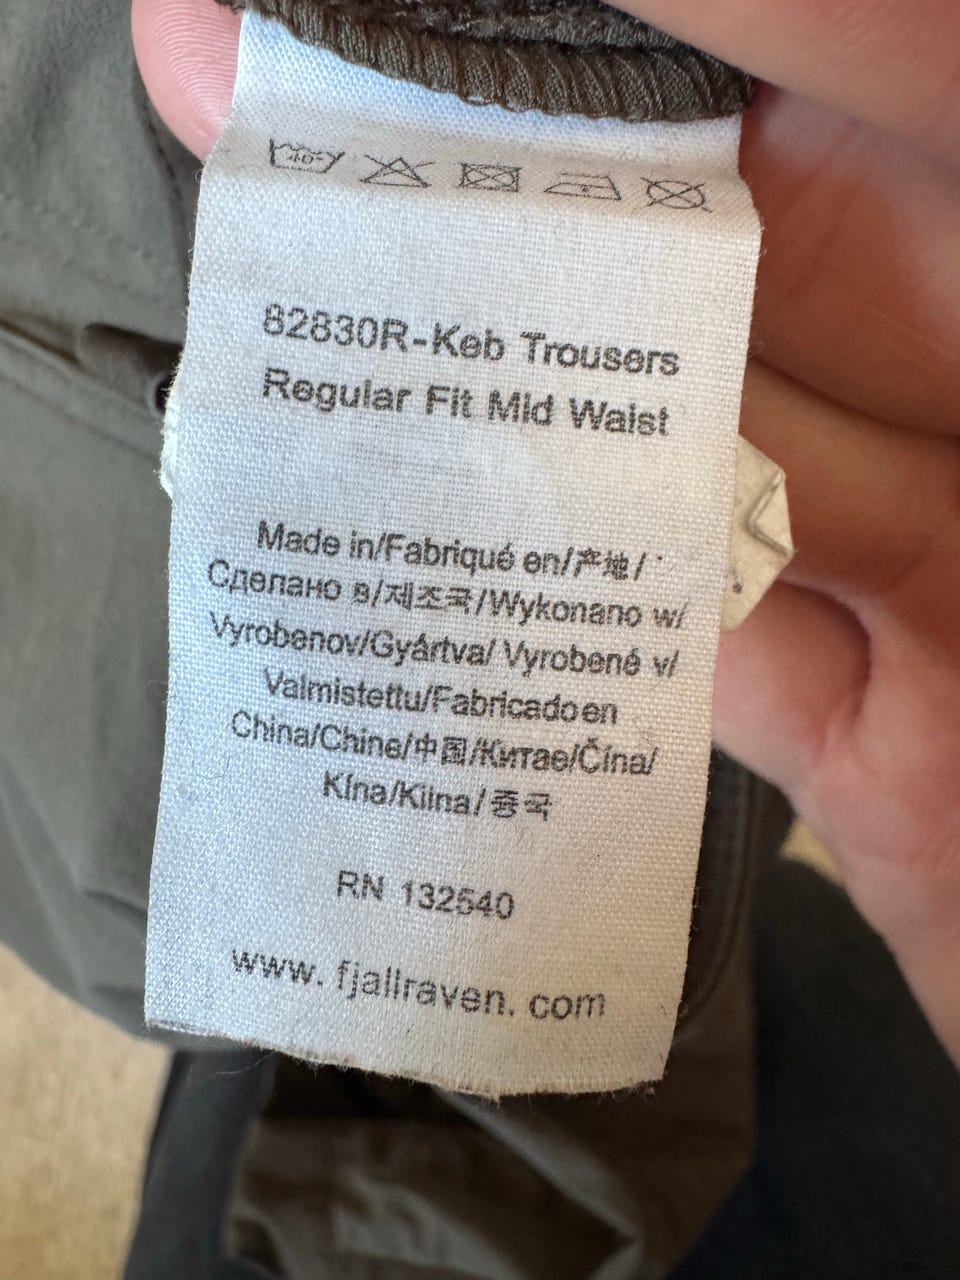 40°
82830R-Keb Trousers
Regular Fit Mid Waist
Made in/Fabriqué en/产地/
Сделано в/제조국/Wykonano w/
Vyrobenov/Gyártva/ Vyrobené v/
Valmistettu/Fabricado en
China/Chine/中国/Китае/Čína/
Kína/Kiina/중국
RN 132540
www. fjallraven. com